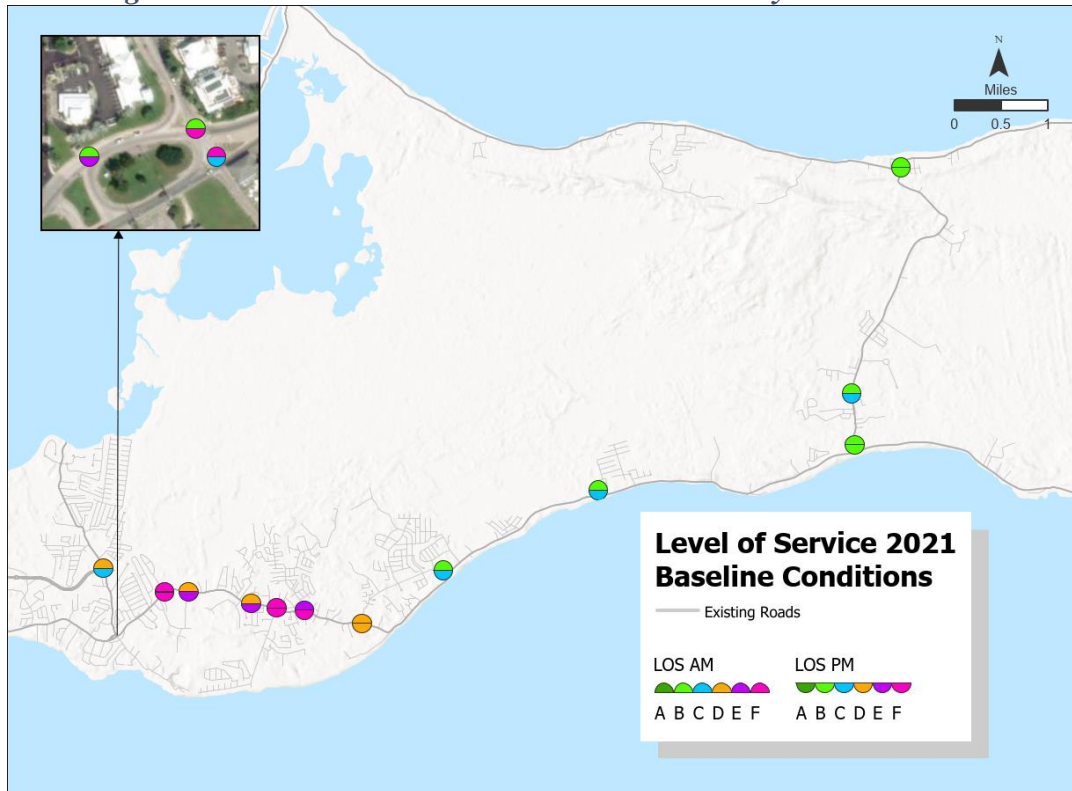 N
Miles
0 0.5 1
Level of Service 2021
Baseline Conditions
Existing Roads
LOS AM LOS PM
A B C D E F A B C D E F